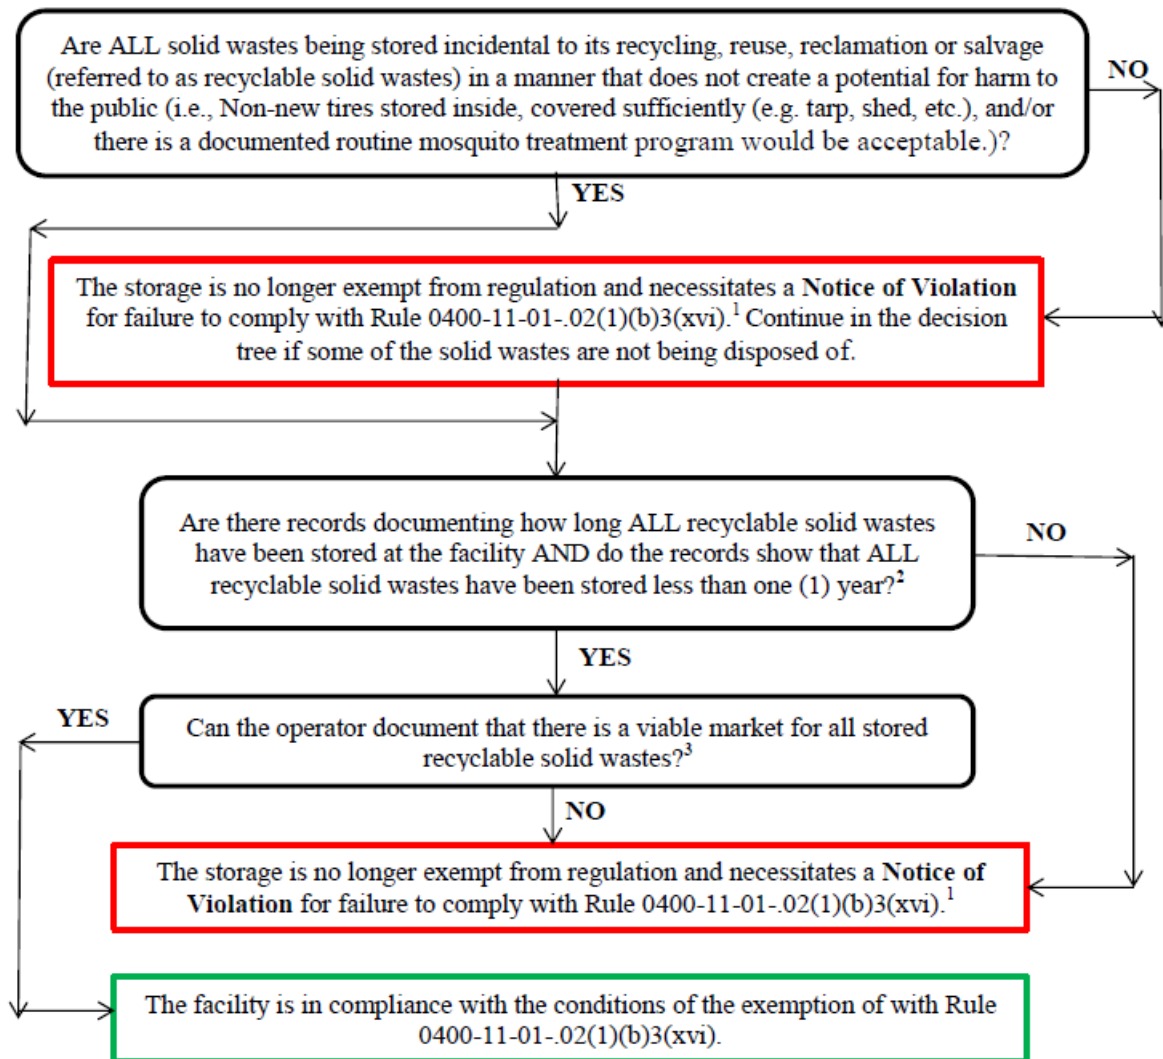 Are ALL solid wastes being stored incidental to its recycling, reuse, reclamation or salvage
(referred to as recyclable solid wastes) in a manner that does not create a potential for harm to
the public (i.e., Non-new tires stored inside, covered sufficiently (e.g. tarp, shed, etc.), and/or
there is a documented routine mosquito treatment program would be acceptable.)?
NO
YES
The storage is no longer exempt from regulation and necessitates a Notice of Violation
for failure to comply with Rule 0400-11-01-.02(1)(b)3(xvi).1 Continue in the decision
tree if some of the solid wastes are not being disposed of.
Are there records documenting how long ALL recyclable solid wastes
have been stored at the facility AND do the records show that ALL
recyclable solid wastes have been stored less than one (1) year?2
NO
YES
YES
Can the operator document that there is a viable market for all stored
recyclable solid wastes?3
NO
The storage is no longer exempt from regulation and necessitates a Notice of
Violation for failure to comply with Rule 0400-11-01-.02(1)(b)3(xvi).1
The facility is in compliance with the conditions of the exemption of with Rule
0400-11-01-.02(1)(b)3(xvi).